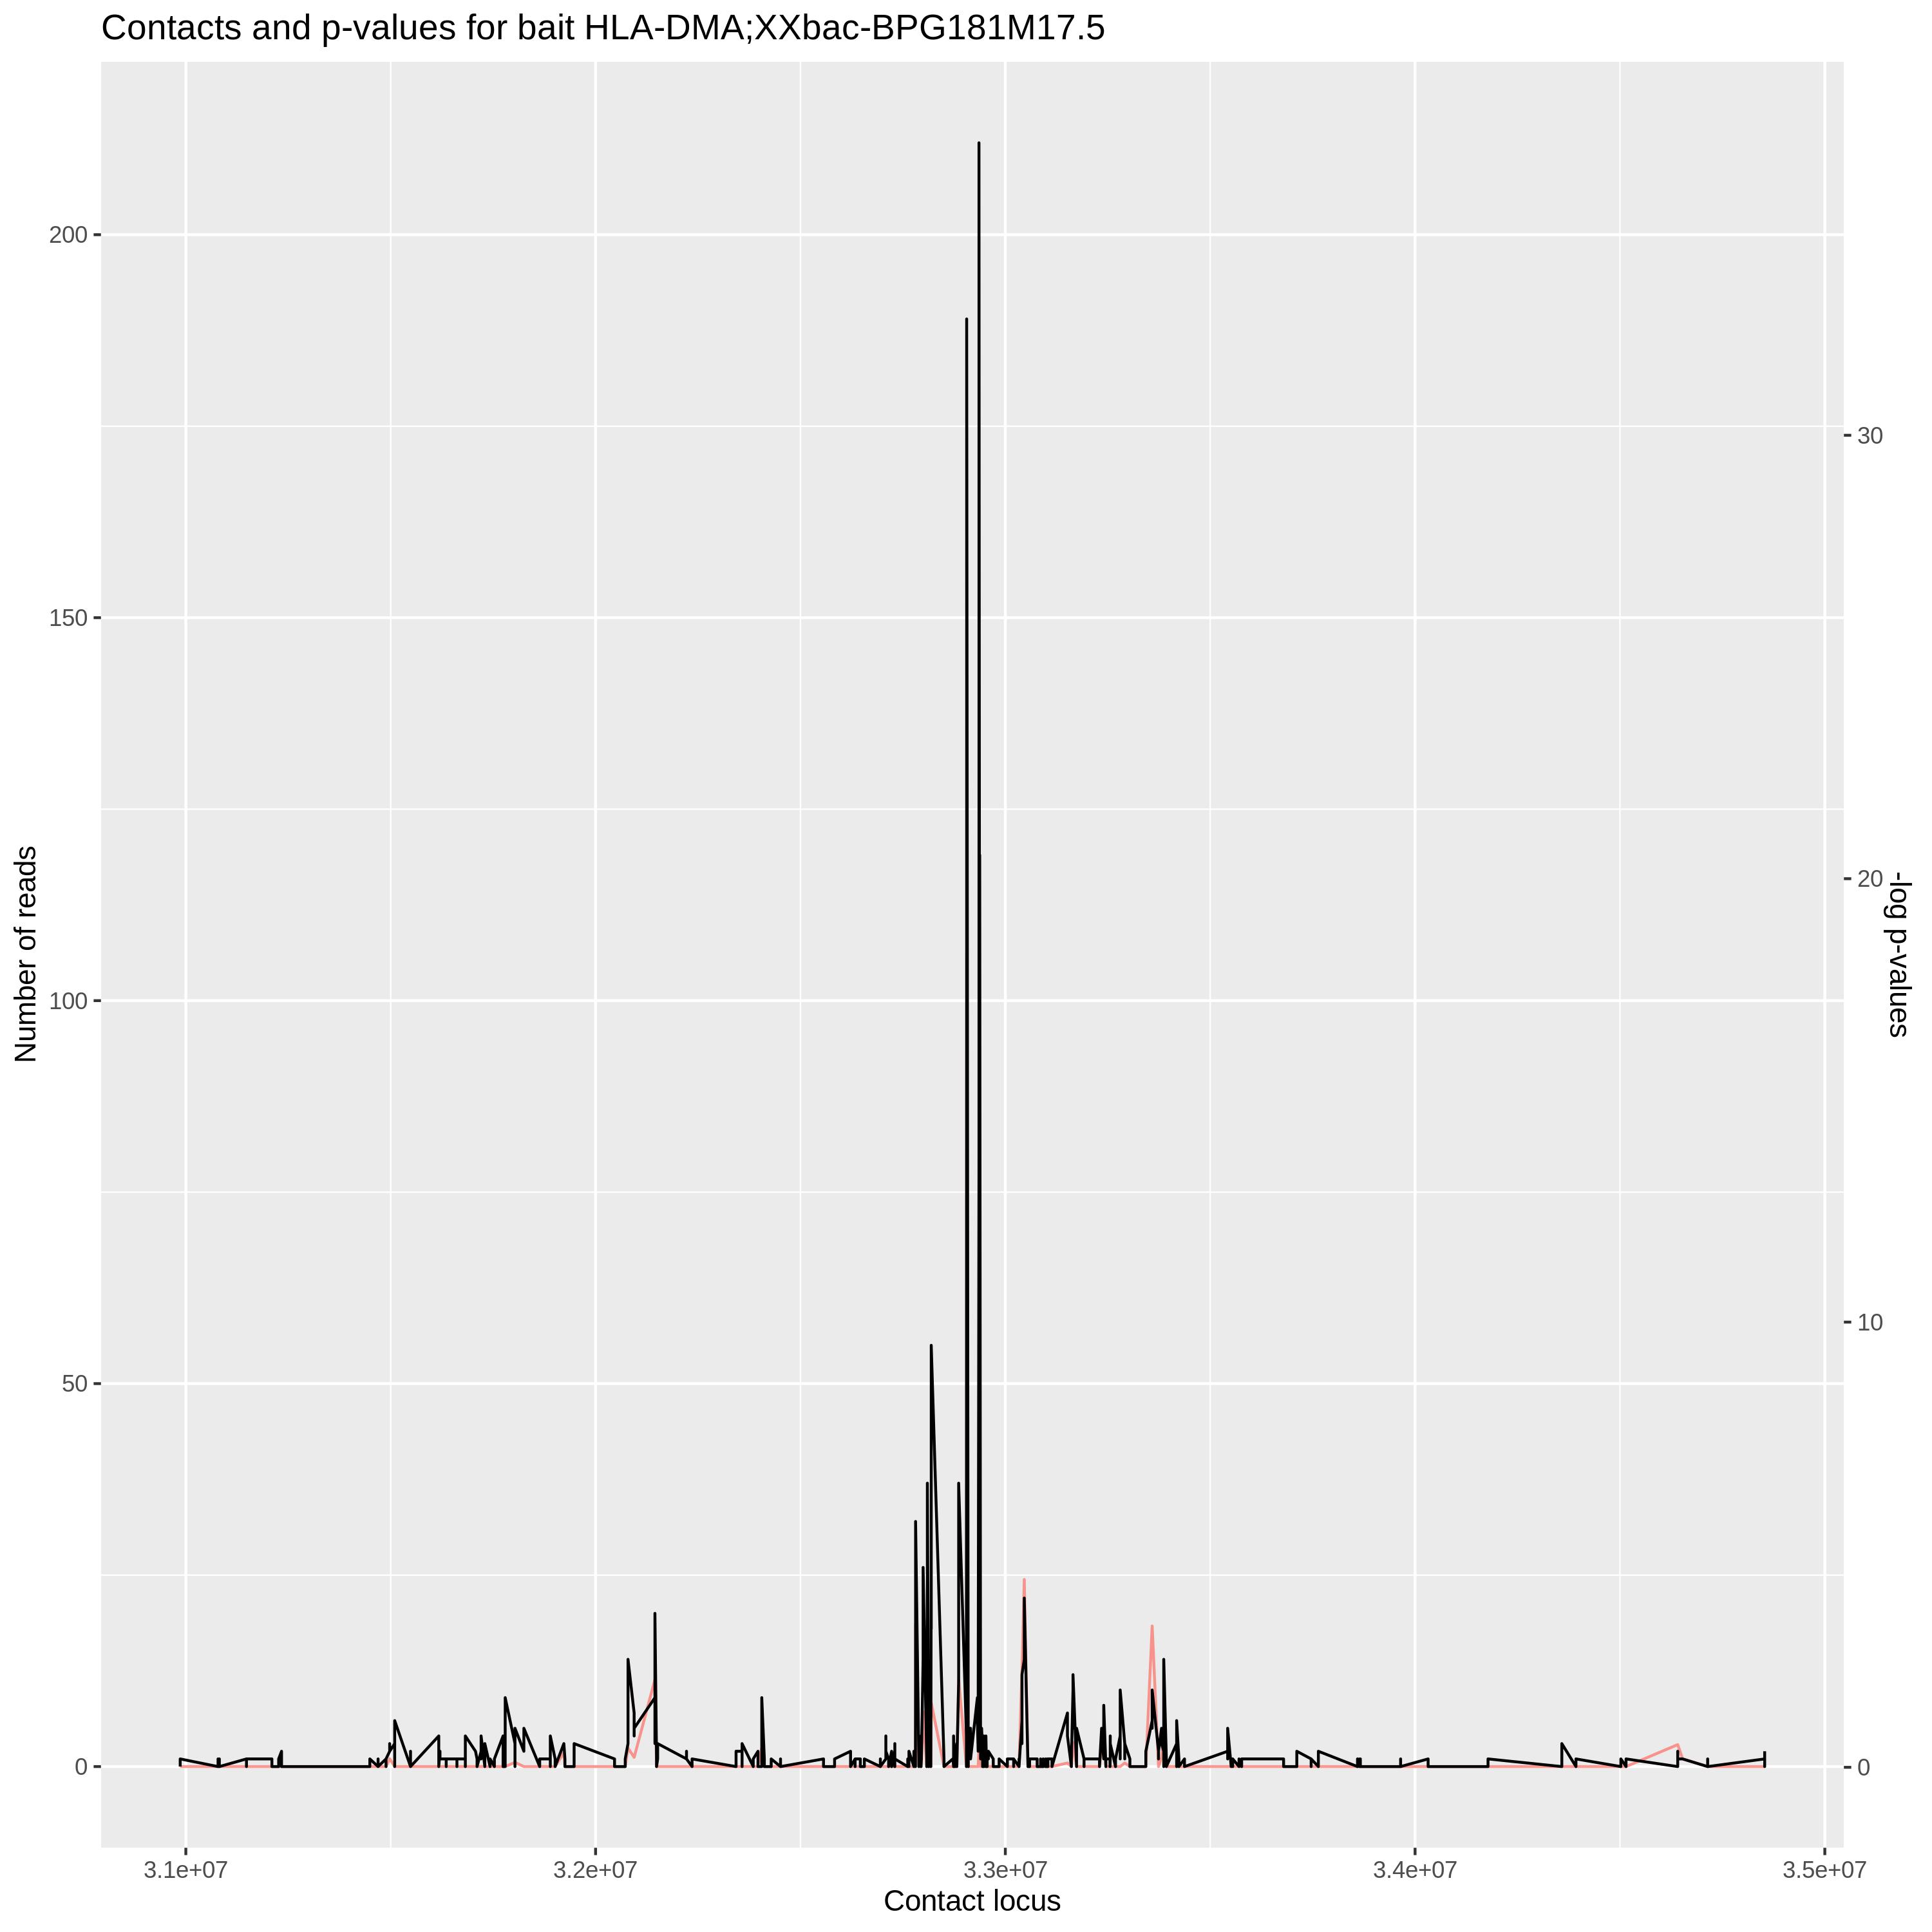 Contacts and p-values for bait HLA-DMA;XXbac-BPG181M17.5
200
150
100
50
0
Number of reads
30
20
10
0
-log p-values
3.1e+07 3.2e+07 3.3e+07 3.4e+07 3.5e+07
Contact locus